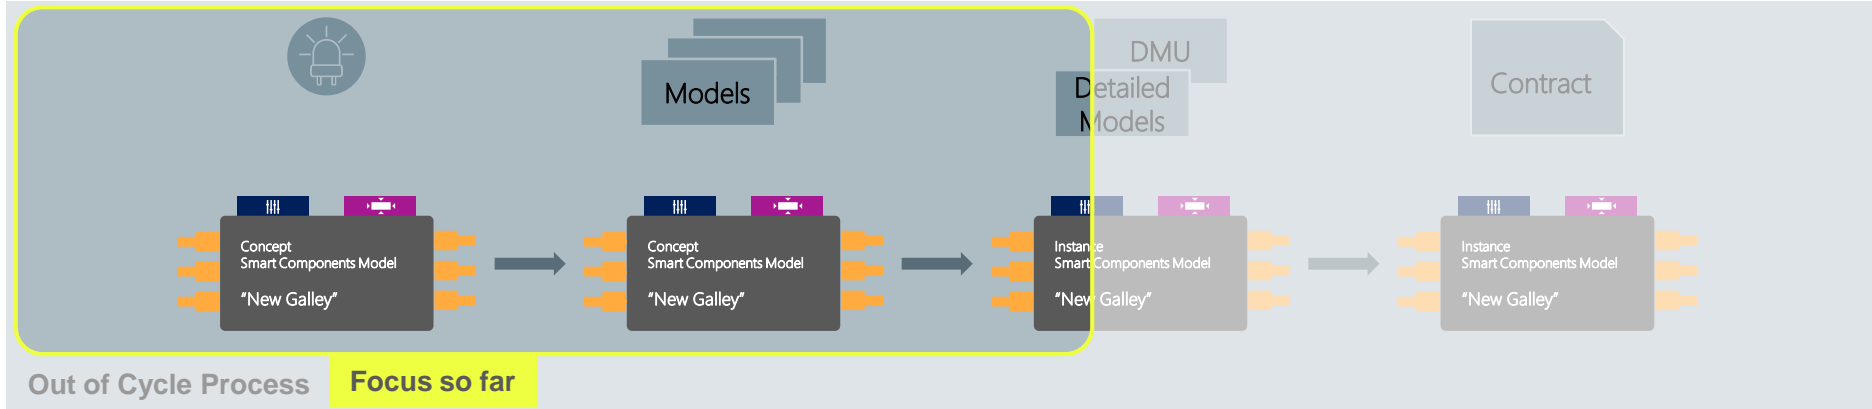 DMU
Models
Detailed
Models
Contract
Concept
Smart Components Model
"New Galley"
Concept
Smart Components Model
"New Galley"
Instance
Smart Components Model
"New Galley"
Instance
Smart Components Model
"New Galley"
Out of Cycle Process
Focus so far